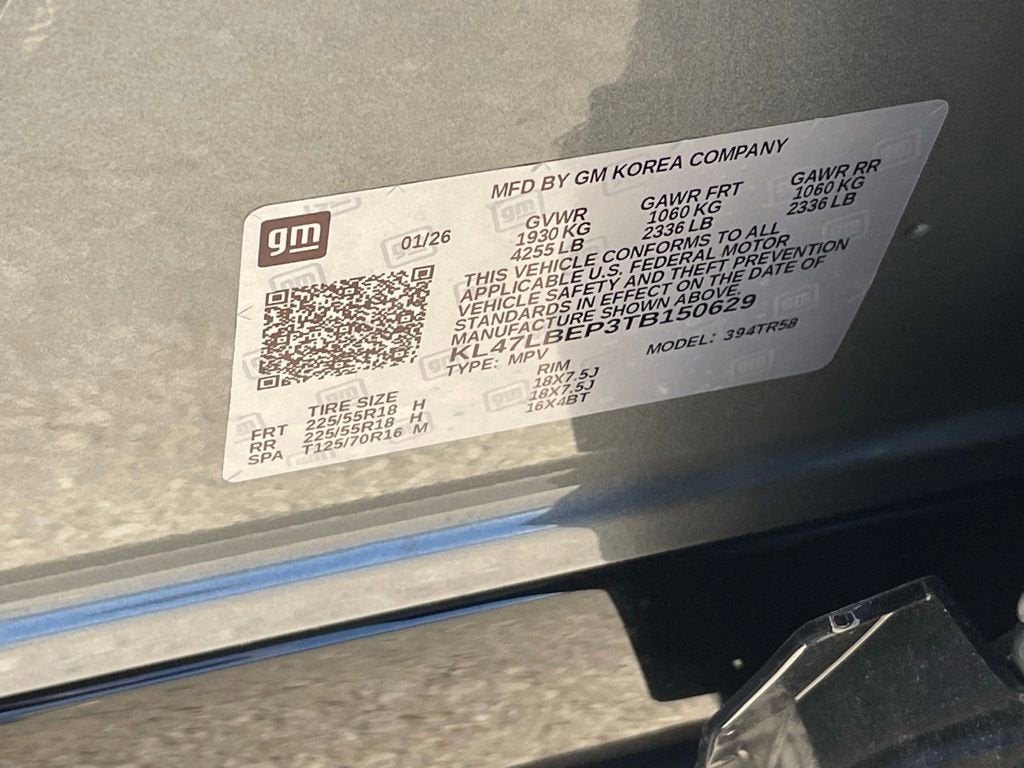 gm
01/26
MFD BY GM KOREA COMPANY
GVWR GAWR FRT GAWR RR
1930 KG 1060 KG 1060 KG
4255 LB 2336 LB 2336 LB
THIS VEHICLE CONFORMS TO ALL
APPLICABLE U.S. FEDERAL MOTOR
VEHICLE SAFETY AND THEFT PREVENTION
STANDARDS IN EFFECT ON THE DATE OF
MANUFACTURE SHOWN ABOVE.
KL47LBEP3TB150629
TYPE: MPV MODEL: 394TR58
TIRE SIZE RIM
FRT 225/55R18 H 18X7.5J
RR 225/55R18 H 18X7.5J
SPA T125/70R16 M 16X4BT